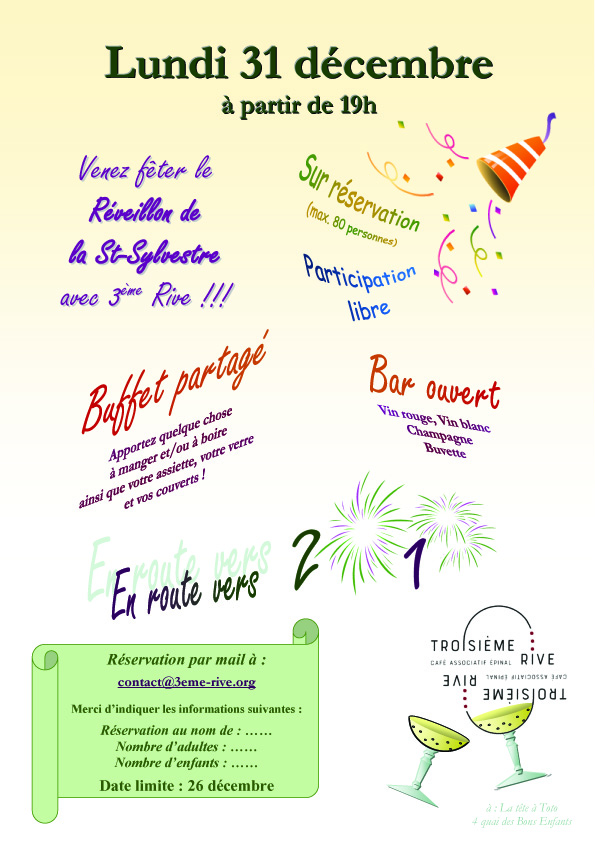 Lundi 31 décembre
à partir de 19h
Venez fêter le
Réveillon de
la St-Sylvestre
avec 3ème Rive !!!
Sur réservation
(max. 80 personnes)
Participation
libre
Buffet partagé
Apportez quelque chose
à manger et/ou à boire
ainsi que votre assiette, votre verre
et vos couverts !
Bar ouvert
Vin rouge, Vin blanc
Champagne
Buvette
En route vers
En route vers
2 1
Réservation par mail à :
contact@3eme-rive.org
Merci d'indiquer les informations suivantes :
Réservation au nom de : ……
Nombre d'adultes : ……
Nombre d'enfants : ……
Date limite : 26 décembre
TROISIÈME
RIVE
CAFÉ ASSOCIATIF ÉPINAL
CAFÉ ASSOCIATIF ÉPINAL
RIVE
TROISIÈME
à : La tête à Toto
4 quai des Bons Enfants